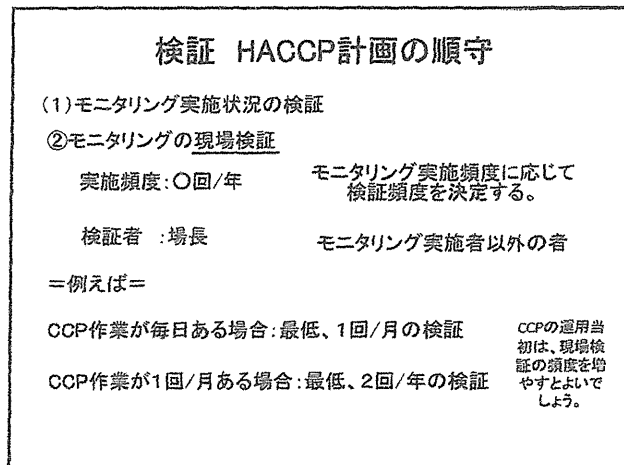 検証 HACCP計画の順守
(1)モニタリング実施状況の検証
②モニタリングの現場検証
実施頻度:〇回/年
モニタリング実施頻度に応じて
検証頻度を決定する。
検証者 :場長
モニタリング実施者以外の者
=例えば=
CCP作業が毎日ある場合:最低、1回/月の検証
CCP作業が1回/月ある場合:最低、2回/年の検証
CCPの運用当
初は、現場検
証の頻度を増
やすとよいで
しょう。